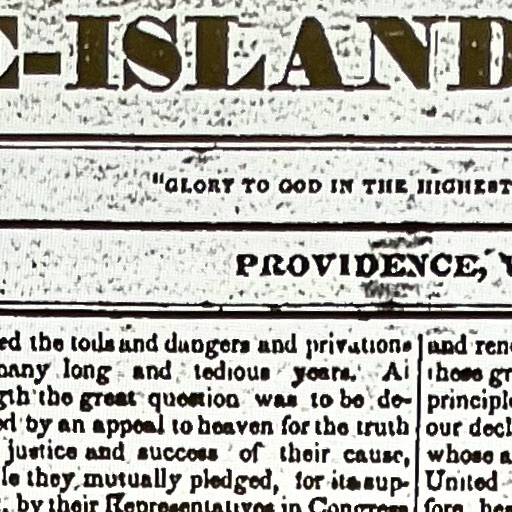 E-ISLAND
"GLORY TO GOD IN THE HIGHEST
PROVIDENCE,
ed the toils and dangers and privations
many long and tedious years. At
gth the great question was to be de-
ed by an appeal to heaven for the truth
justice and success of their cause,
le they mutually pledged, for its sup-
, by their Representatives in Congress
and ren
those gr
principle
our decl
whose a
United
fore, be